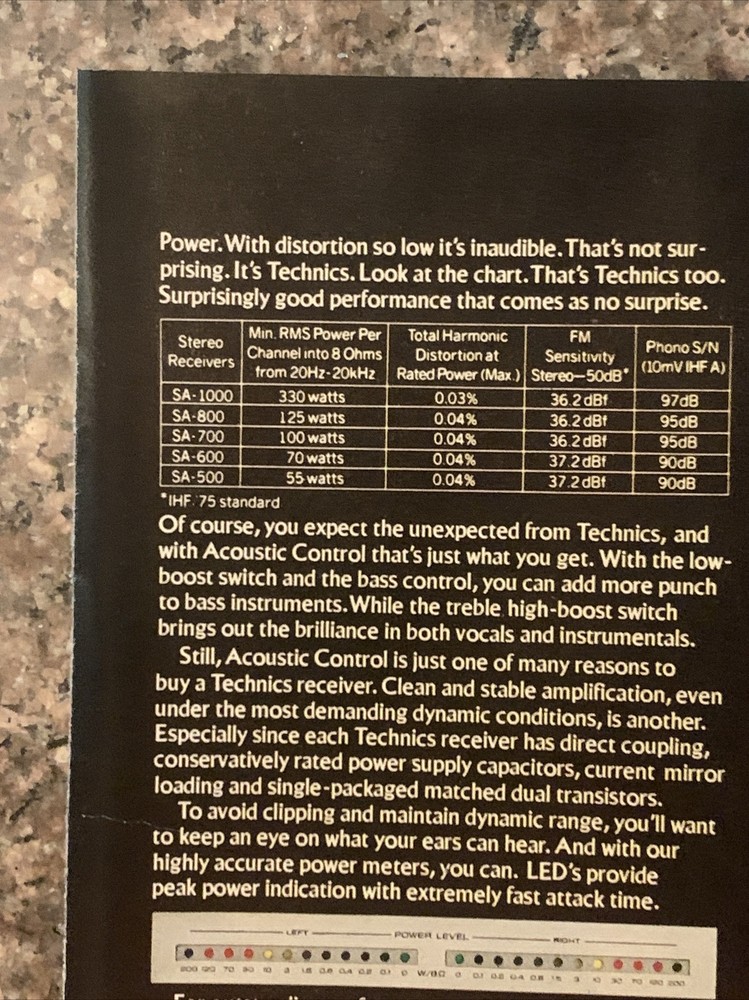 Power. With distortion so low it's inaudible. That's not sur-
prising. It's Technics. Look at the chart. That's Technics too.
Surprisingly good performance that comes as no surprise.
Stereo Receivers | Min. RMS Power Per Channel into 8 Ohms from 20Hz-20kHz | Total Harmonic Distortion at Rated Power (Max.) | FM Sensitivity Stereo—50dB* | Phono S/N (10mV IHF A)
SA-1000 | 330 watts | 0.03% | 36.2 dBf | 97dB
SA-800 | 125 watts | 0.04% | 36.2 dBf | 95dB
SA-700 | 100 watts | 0.04% | 36.2 dBf | 95dB
SA-600 | 70 watts | 0.04% | 37.2 dBf | 90dB
SA-500 | 55 watts | 0.04% | 37.2 dBf | 90dB
*IHF '75 standard
Of course, you expect the unexpected from Technics, and
with Acoustic Control that's just what you get. With the low-
boost switch and the bass control, you can add more punch
to bass instruments. While the treble high-boost switch
brings out the brilliance in both vocals and instrumentals.
Still, Acoustic Control is just one of many reasons to
buy a Technics receiver. Clean and stable amplification, even
under the most demanding dynamic conditions, is another.
Especially since each Technics receiver has direct coupling,
conservatively rated power supply capacitors, current mirror
loading and single-packaged matched dual transistors.
To avoid clipping and maintain dynamic range, you'll want
to keep an eye on what your ears can hear. And with our
highly accurate power meters, you can. LED's provide
peak power indication with extremely fast attack time.
LEFT POWER LEVEL RIGHT
W/8Ω